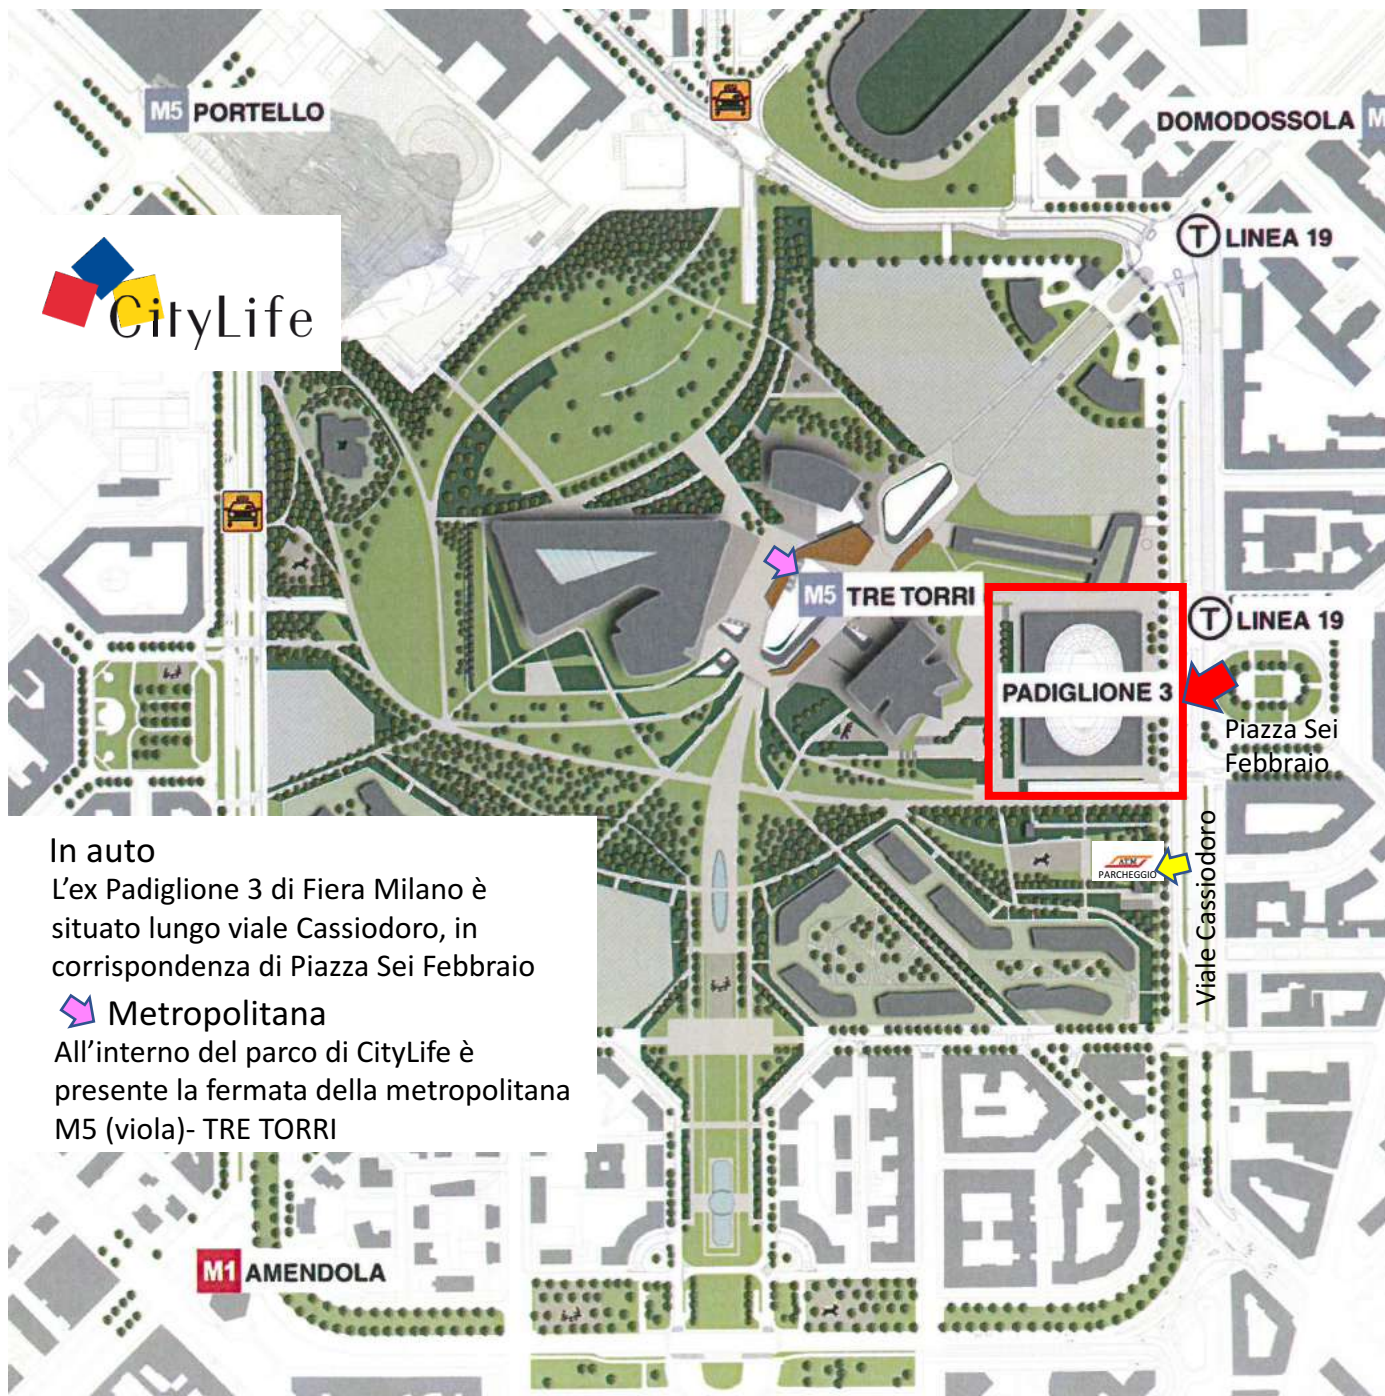 M5 PORTELLO
DOMODOSSOLA M
T LINEA 19
CityLife
M5 TRE TORRI
T LINEA 19
PADIGLIONE 3
Piazza Sei
Febbraio
ATM
PARCHEGGIO
Viale Cassiodoro
In auto
L’ex Padiglione 3 di Fiera Milano è
situato lungo viale Cassiodoro, in
corrispondenza di Piazza Sei Febbraio
Metropolitana
All’interno del parco di CityLife è
presente la fermata della metropolitana
M5 (viola)- TRE TORRI
M1 AMENDOLA